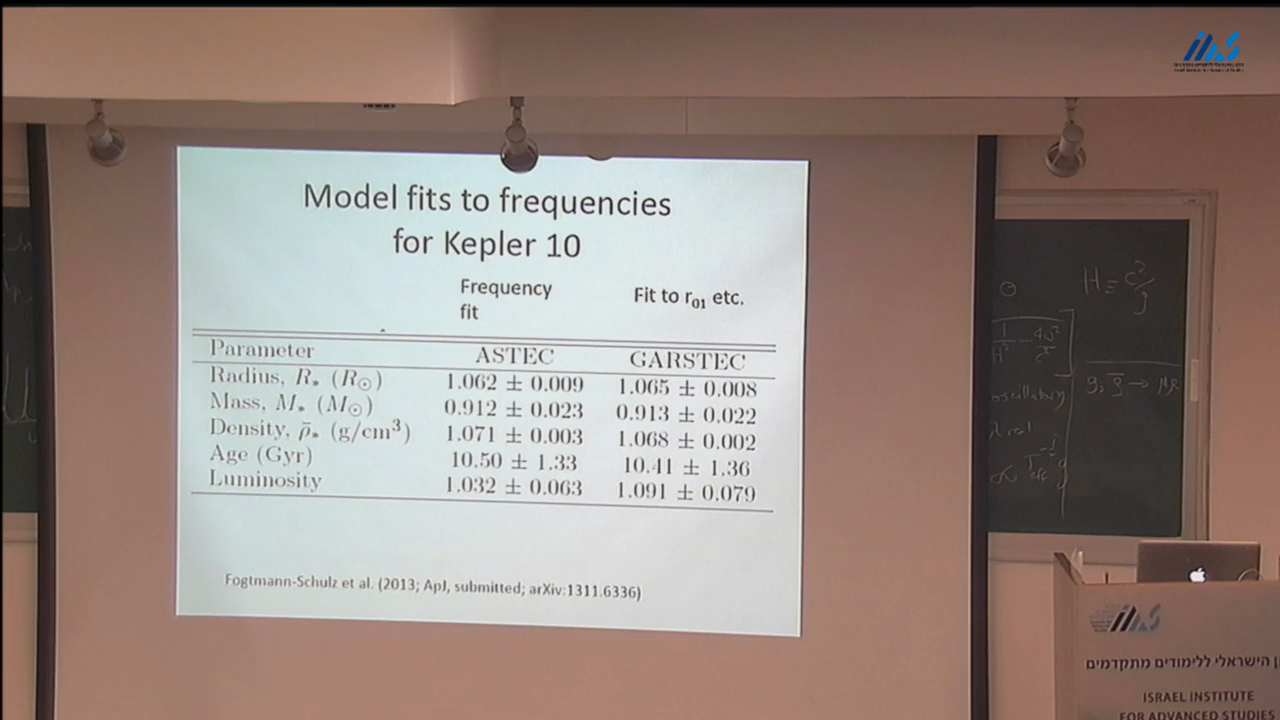 Model fits to frequencies
for Kepler 10
Frequency
fit
Fit to r₀₁ etc.
Parameter ASTEC GARSTEC
Radius, R⋆ (R☉) 1.062 ± 0.009 1.065 ± 0.008
Mass, M⋆ (M☉) 0.912 ± 0.023 0.913 ± 0.022
Density, ρ̄⋆ (g/cm³) 1.071 ± 0.003 1.068 ± 0.002
Age (Gyr) 10.50 ± 1.33 10.41 ± 1.36
Luminosity 1.032 ± 0.063 1.091 ± 0.079
Fogtmann-Schulz et al. (2013; ApJ, submitted; arXiv:1311.6336)
oscillatory
real
הישראלי ללימודים מתקדמים
ISRAEL INSTITUTE
FOR ADVANCED STUDIES